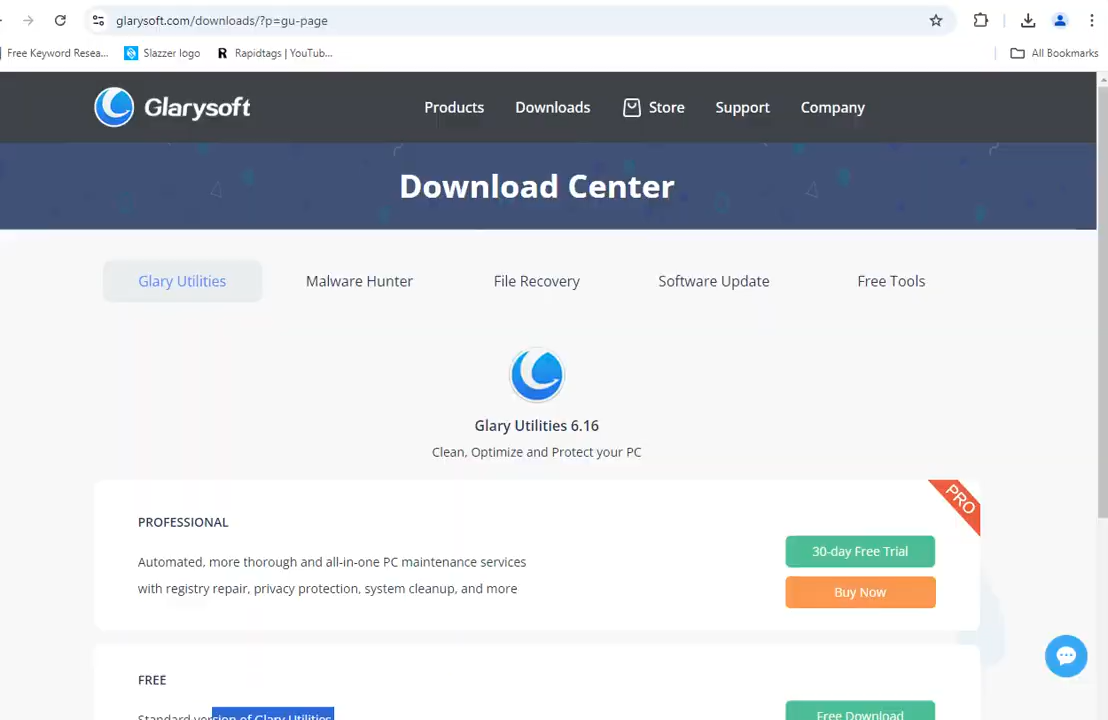 glarysoft.com/downloads/?p=gu-page
Free Keyword Resea... Slazzer logo R Rapidtags | YouTub... All Bookmarks
Glarysoft Products Downloads Store Support Company
Download Center
Glary Utilities Malware Hunter File Recovery Software Update Free Tools
Glary Utilities 6.16
Clean, Optimize and Protect your PC
PRO
PROFESSIONAL
Automated, more thorough and all-in-one PC maintenance services
with registry repair, privacy protection, system cleanup, and more
30-day Free Trial
Buy Now
FREE
Standard version of Glary Utilities
Free Download